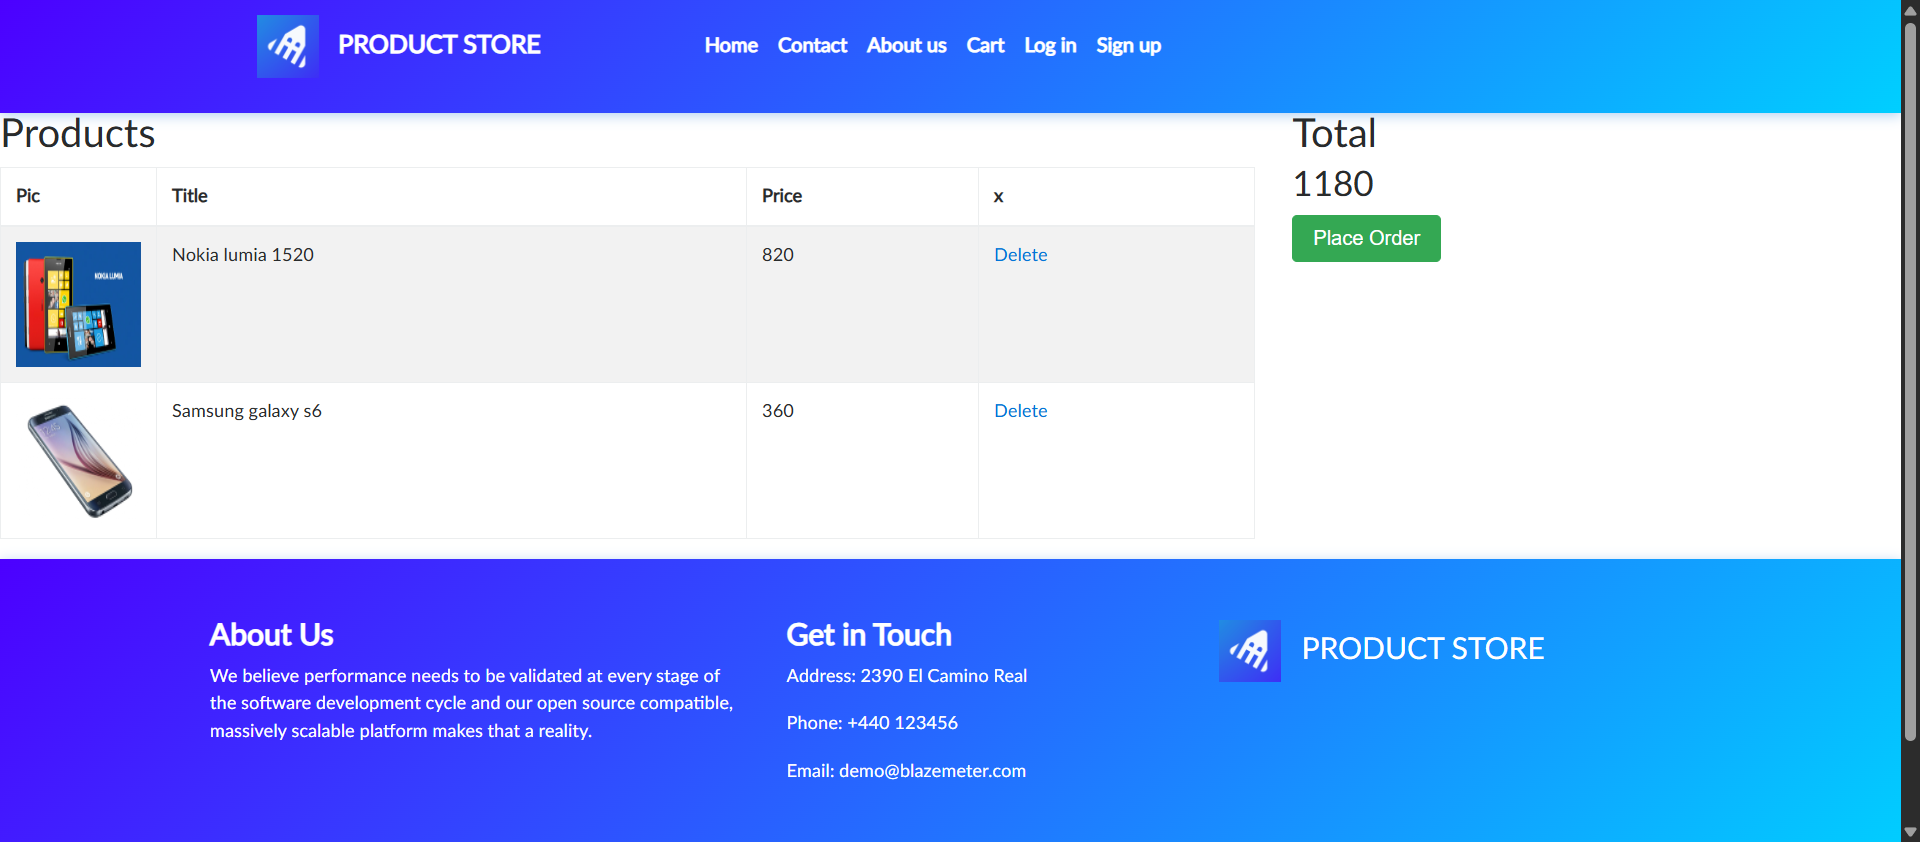 PRODUCT STORE
Home Contact About us Cart Log in Sign up
Products
Pic Title Price x
NOKIA LUMIA
Nokia lumia 1520 820 Delete
Samsung galaxy s6 360 Delete
Total
1180
Place Order
About Us
We believe performance needs to be validated at every stage of
the software development cycle and our open source compatible,
massively scalable platform makes that a reality.
Get in Touch
Address: 2390 El Camino Real
Phone: +440 123456
Email: demo@blazemeter.com
PRODUCT STORE